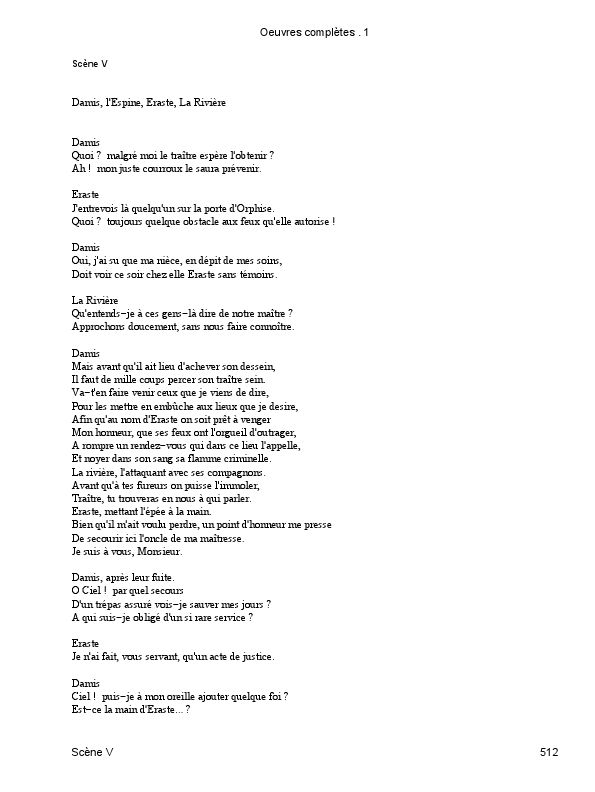 Oeuvres complètes . 1
Scène V
Damis, l'Espine, Eraste, La Rivière
Damis
Quoi ?  malgré moi le traître espère l'obtenir ?
Ah !  mon juste courroux le saura prévenir.
Eraste
J'entrevois là quelqu'un sur la porte d'Orphise.
Quoi ?  toujours quelque obstacle aux feux qu'elle autorise !
Damis
Oui, j'ai su que ma nièce, en dépit de mes soins,
Doit voir ce soir chez elle Eraste sans témoins.
La Rivière
Qu'entends−je à ces gens−là dire de notre maître ?
Approchons doucement, sans nous faire connoître.
Damis
Mais avant qu'il ait lieu d'achever son dessein,
Il faut de mille coups percer son traître sein.
Va−t'en faire venir ceux que je viens de dire,
Pour les mettre en embûche aux lieux que je desire,
Afin qu'au nom d'Eraste on soit prêt à venger
Mon honneur, que ses feux ont l'orgueil d'outrager,
A rompre un rendez−vous qui dans ce lieu l'appelle,
Et noyer dans son sang sa flamme criminelle.
La rivière, l'attaquant avec ses compagnons.
Avant qu'à tes fureurs on puisse l'immoler,
Traître, tu trouveras en nous à qui parler.
Eraste, mettant l'épée à la main.
Bien qu'il m'ait voulu perdre, un point d'honneur me presse
De secourir ici l'oncle de ma maîtresse.
Je suis à vous, Monsieur.
Damis, après leur fuite.
O Ciel !  par quel secours
D'un trépas assuré vois−je sauver mes jours ?
A qui suis−je obligé d'un si rare service ?
Eraste
Je n'ai fait, vous servant, qu'un acte de justice.
Damis
Ciel !  puis−je à mon oreille ajouter quelque foi ?
Est−ce la main d'Eraste... ?
Scène V 512